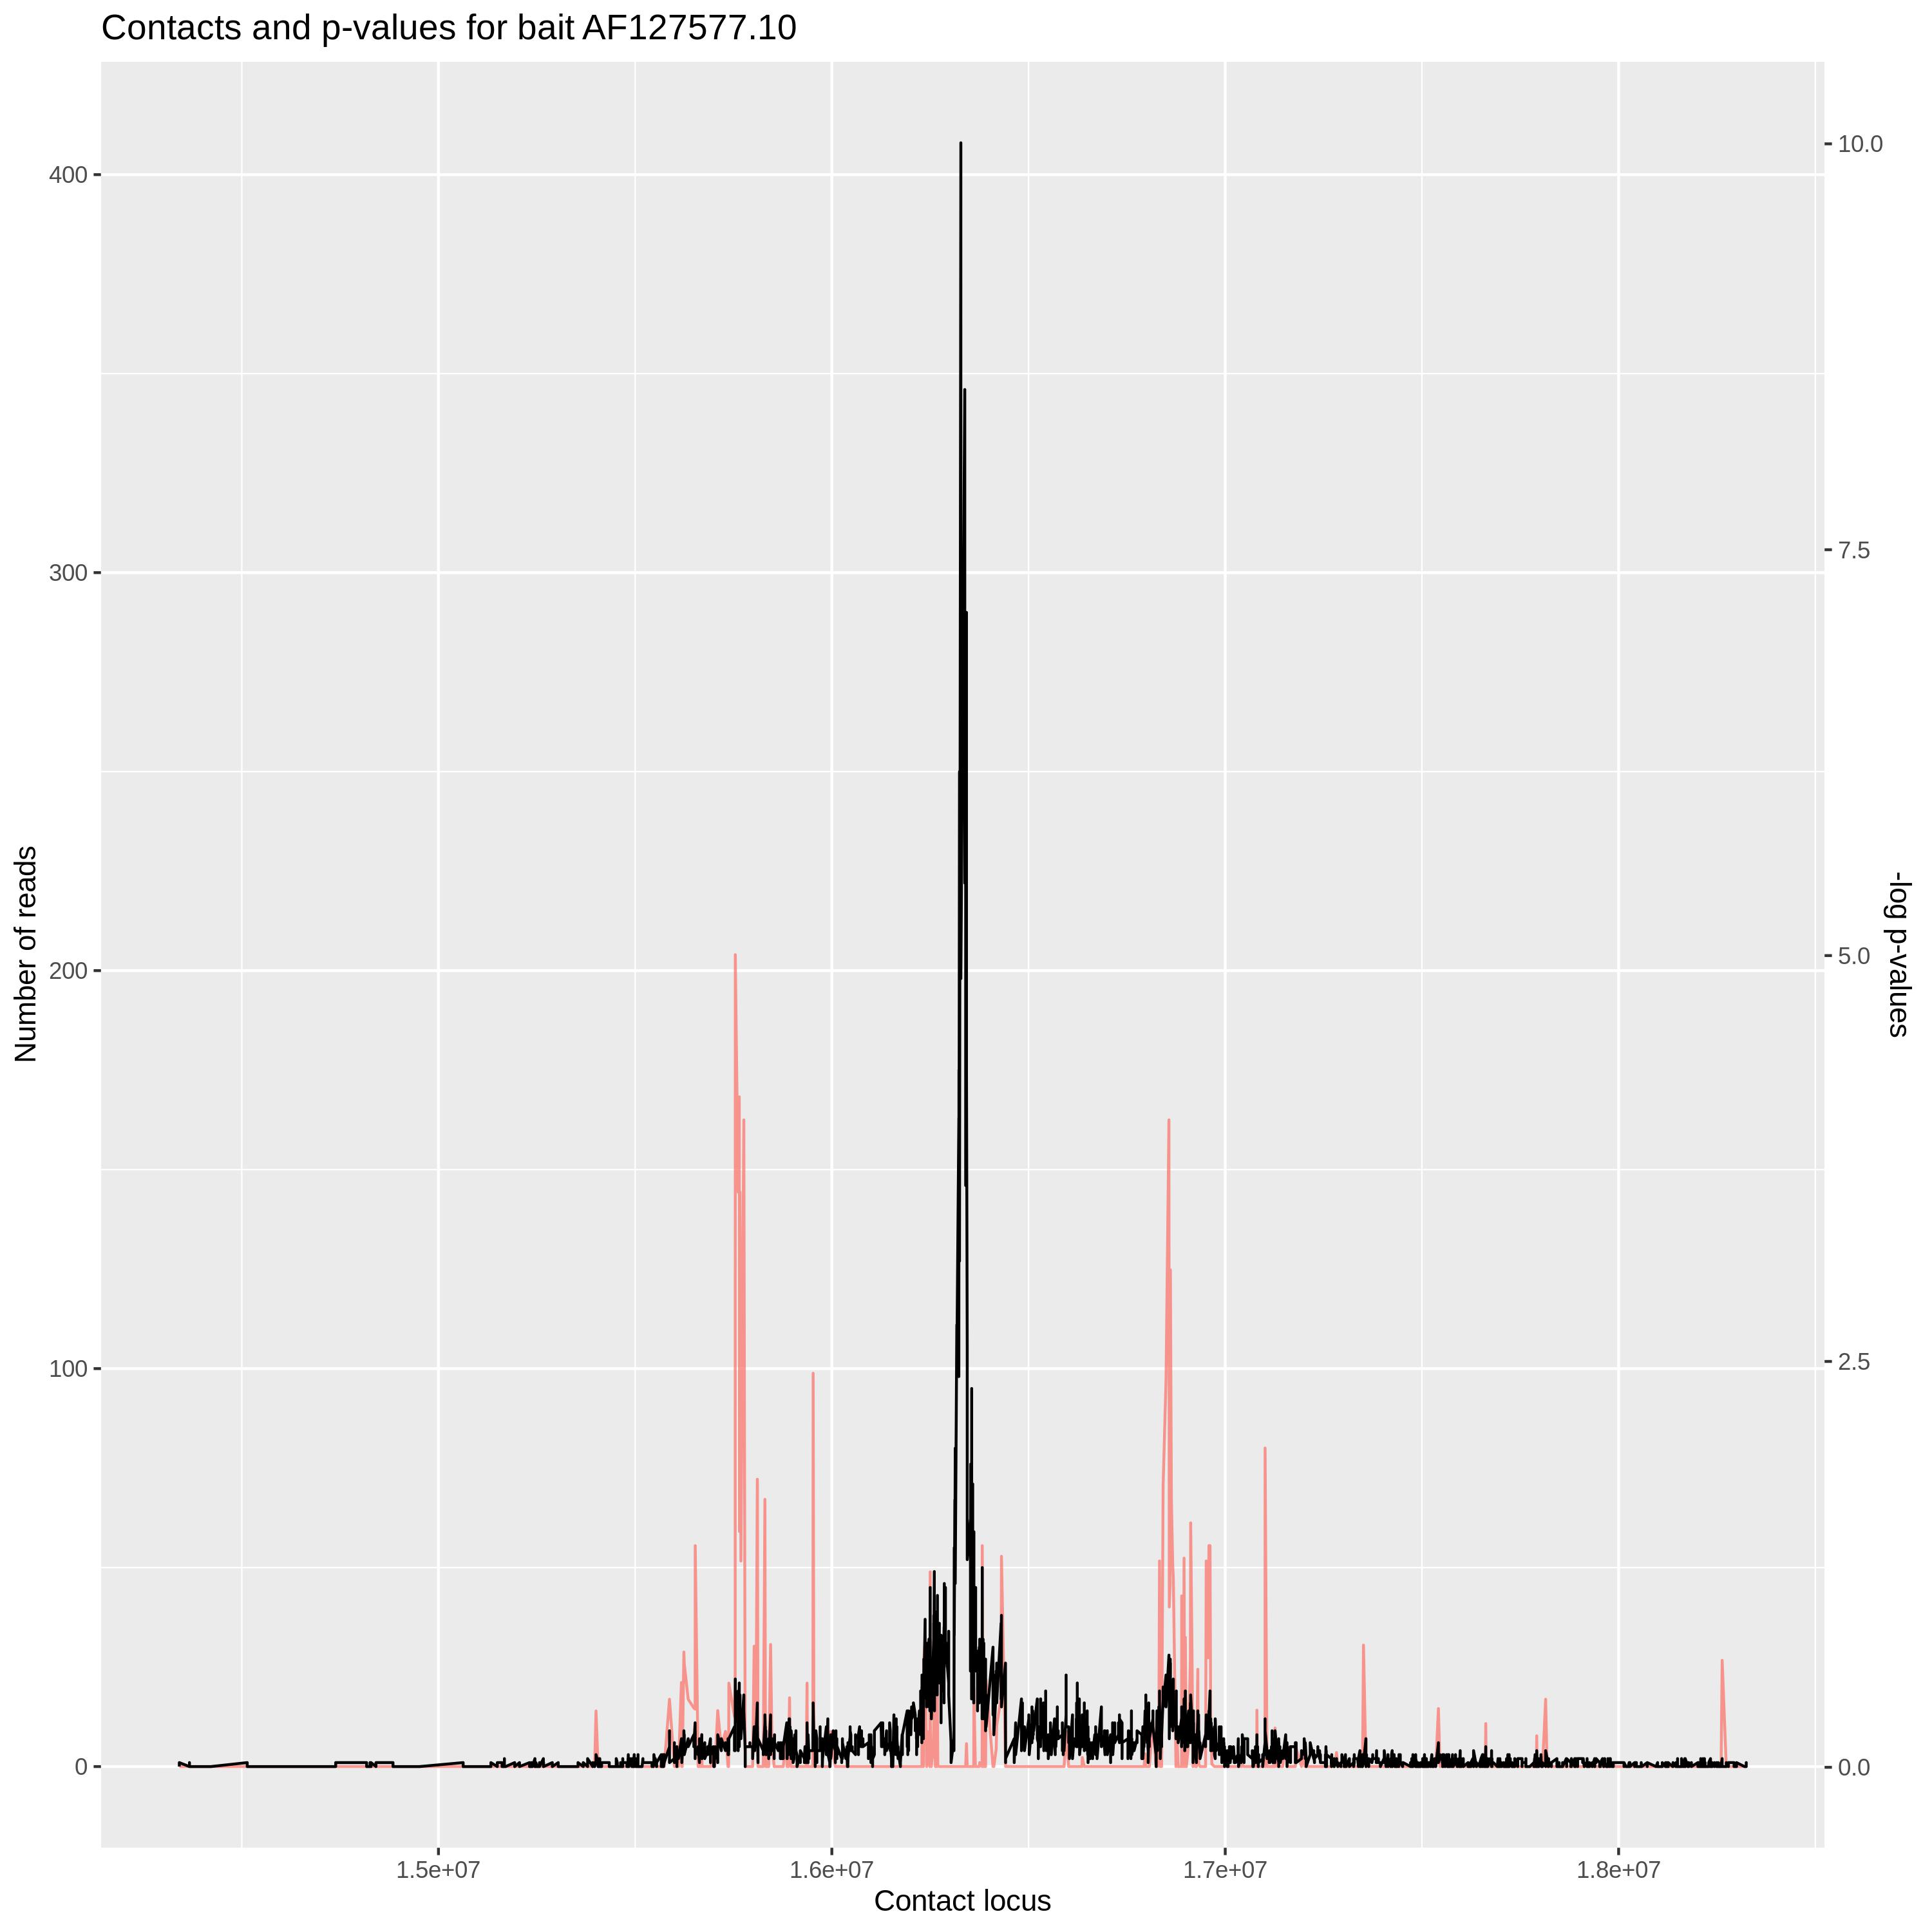 Contacts and p-values for bait AF127577.10
Number of reads
400
300
200
100
0
10.0
7.5
5.0
2.5
0.0
-log p-values
1.5e+07
1.6e+07
1.7e+07
1.8e+07
Contact locus